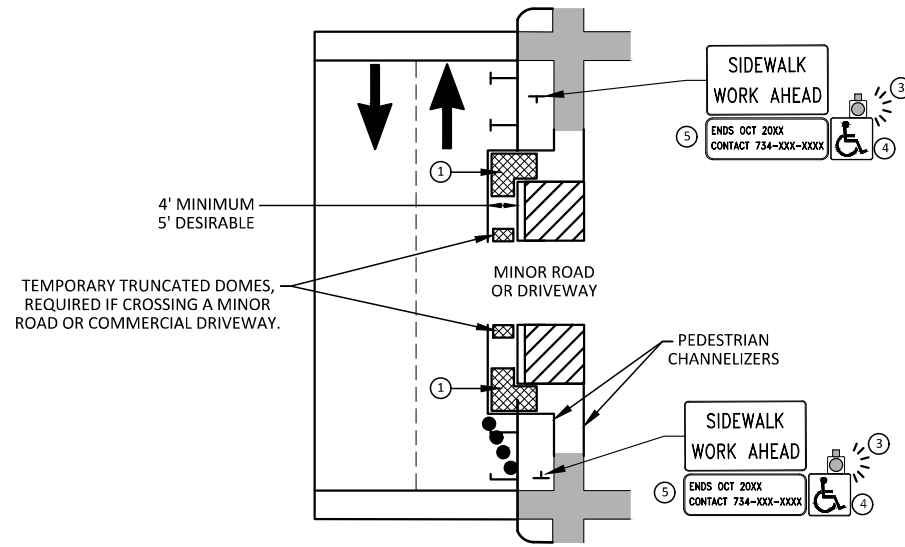 SIDEWALK
WORK AHEAD
3
5
ENDS OCT 20XX
CONTACT 734-XXX-XXXX
4
1
4' MINIMUM
5' DESIRABLE
TEMPORARY TRUNCATED DOMES,
REQUIRED IF CROSSING A MINOR
ROAD OR COMMERCIAL DRIVEWAY.
MINOR ROAD
OR DRIVEWAY
PEDESTRIAN
CHANNELIZERS
1
SIDEWALK
WORK AHEAD
3
5
ENDS OCT 20XX
CONTACT 734-XXX-XXXX
4